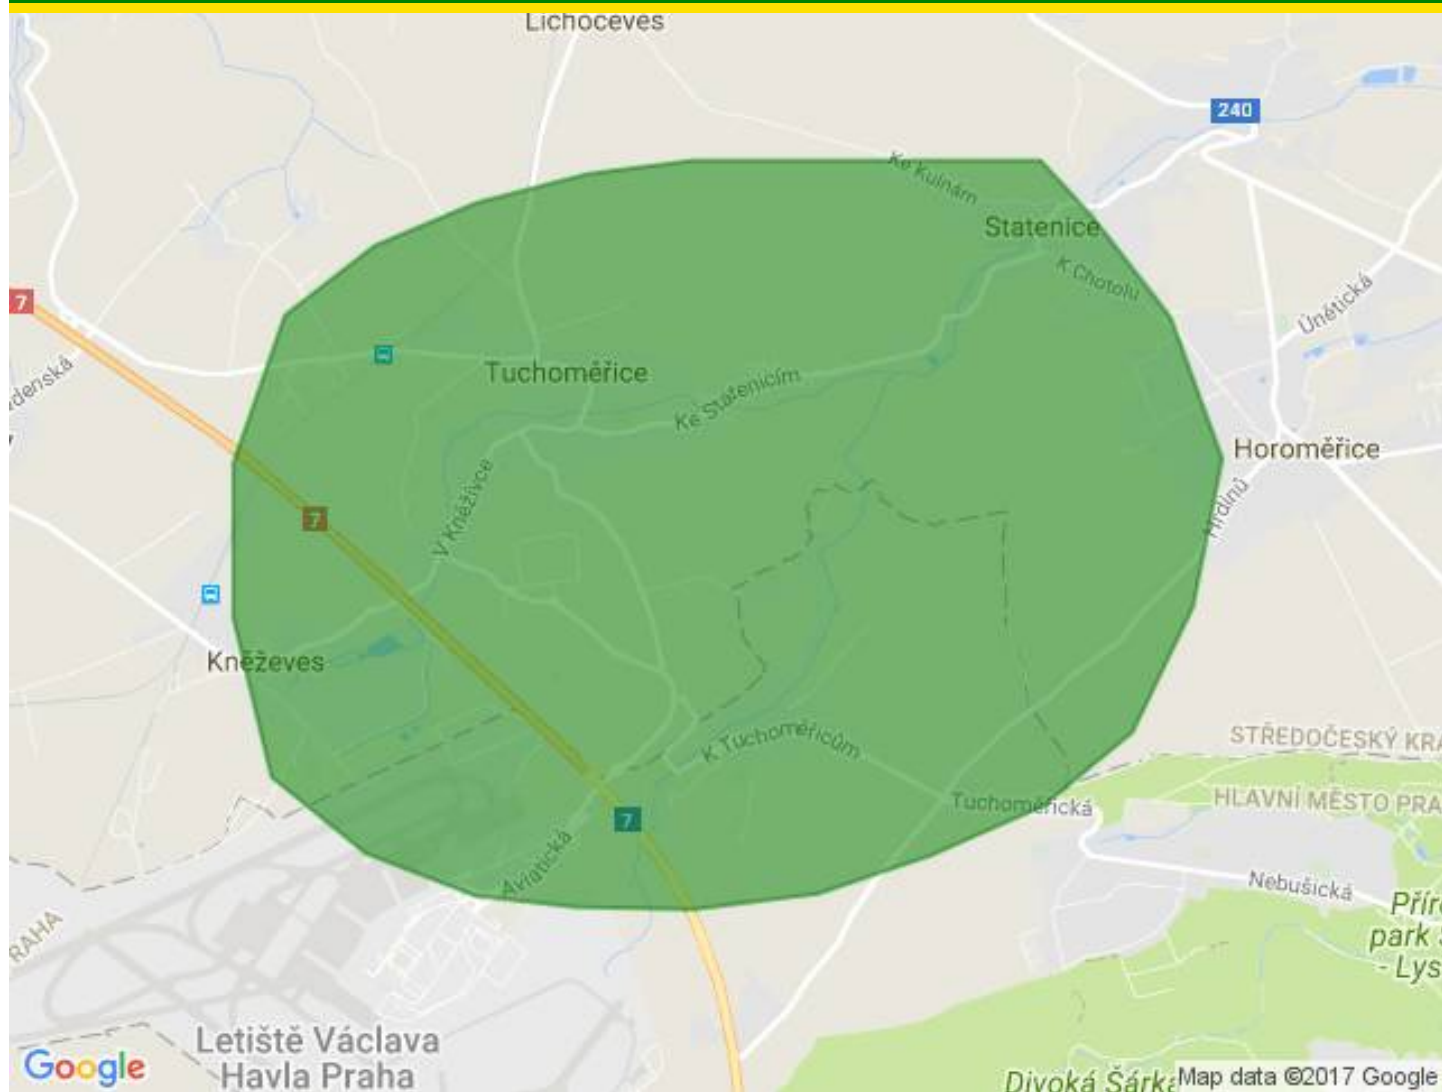 Lichoceves
240
Ke Kulnám
Statenice
K Chotolu
7
Únětická
denská
Tuchoměřice
Ke Statenicím
Horoměřice
V Kněžívce
Hrdinů
7
Kněževes
K Tuchoměřicům
STŘEDOČESKÝ KRA
Tuchoměřická
HLAVNÍ MĚSTO PRA
7
Aviatická
Nebušická
Přír
park
- Lys
RAHA
Letiště Václava
Havla Praha
Google
Divoká Šárka
Map data ©2017 Google